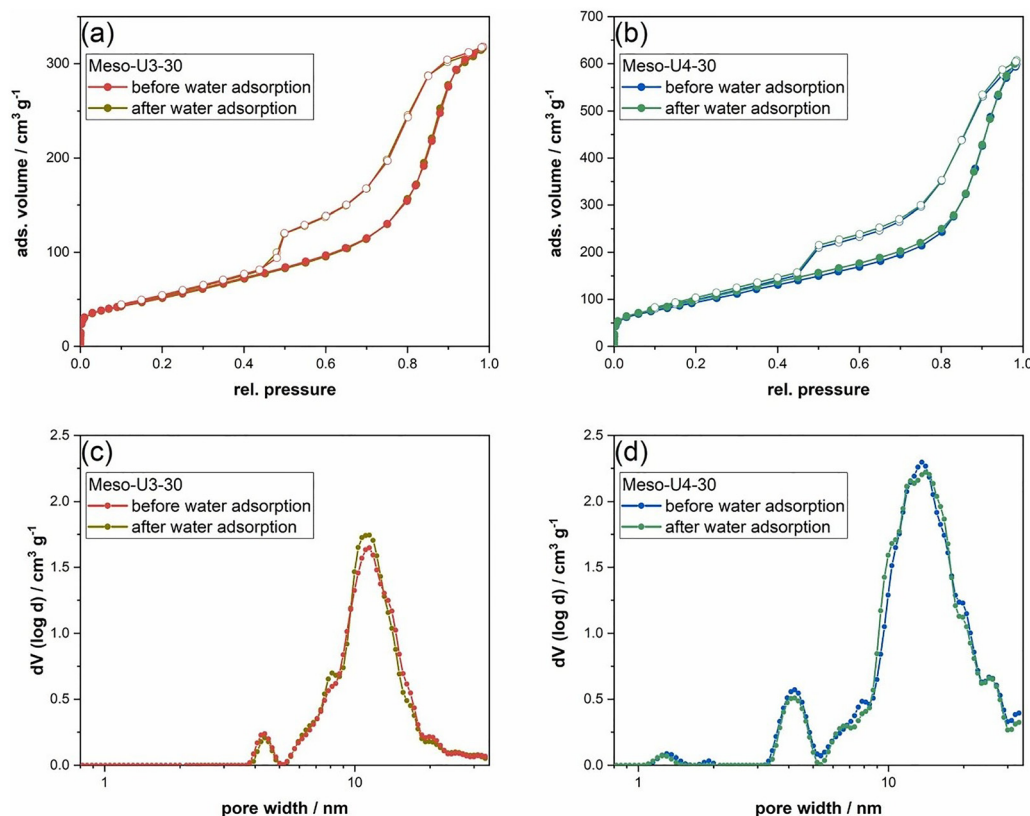 (a)
Meso-U3-30
before water adsorption
after water adsorption
ads. volume / cm³ g⁻¹
300
200
100
0
0.0 0.2 0.4 0.6 0.8 1.0
rel. pressure
(b)
Meso-U4-30
before water adsorption
after water adsorption
ads. volume / cm³ g⁻¹
700
600
500
400
300
200
100
0
0.0 0.2 0.4 0.6 0.8 1.0
rel. pressure
(c)
Meso-U3-30
before water adsorption
after water adsorption
dV (log d) / cm³ g⁻¹
2.5
2.0
1.5
1.0
0.5
0.0
1 10
pore width / nm
(d)
Meso-U4-30
before water adsorption
after water adsorption
dV (log d) / cm³ g⁻¹
2.5
2.0
1.5
1.0
0.5
0.0
1 10
pore width / nm